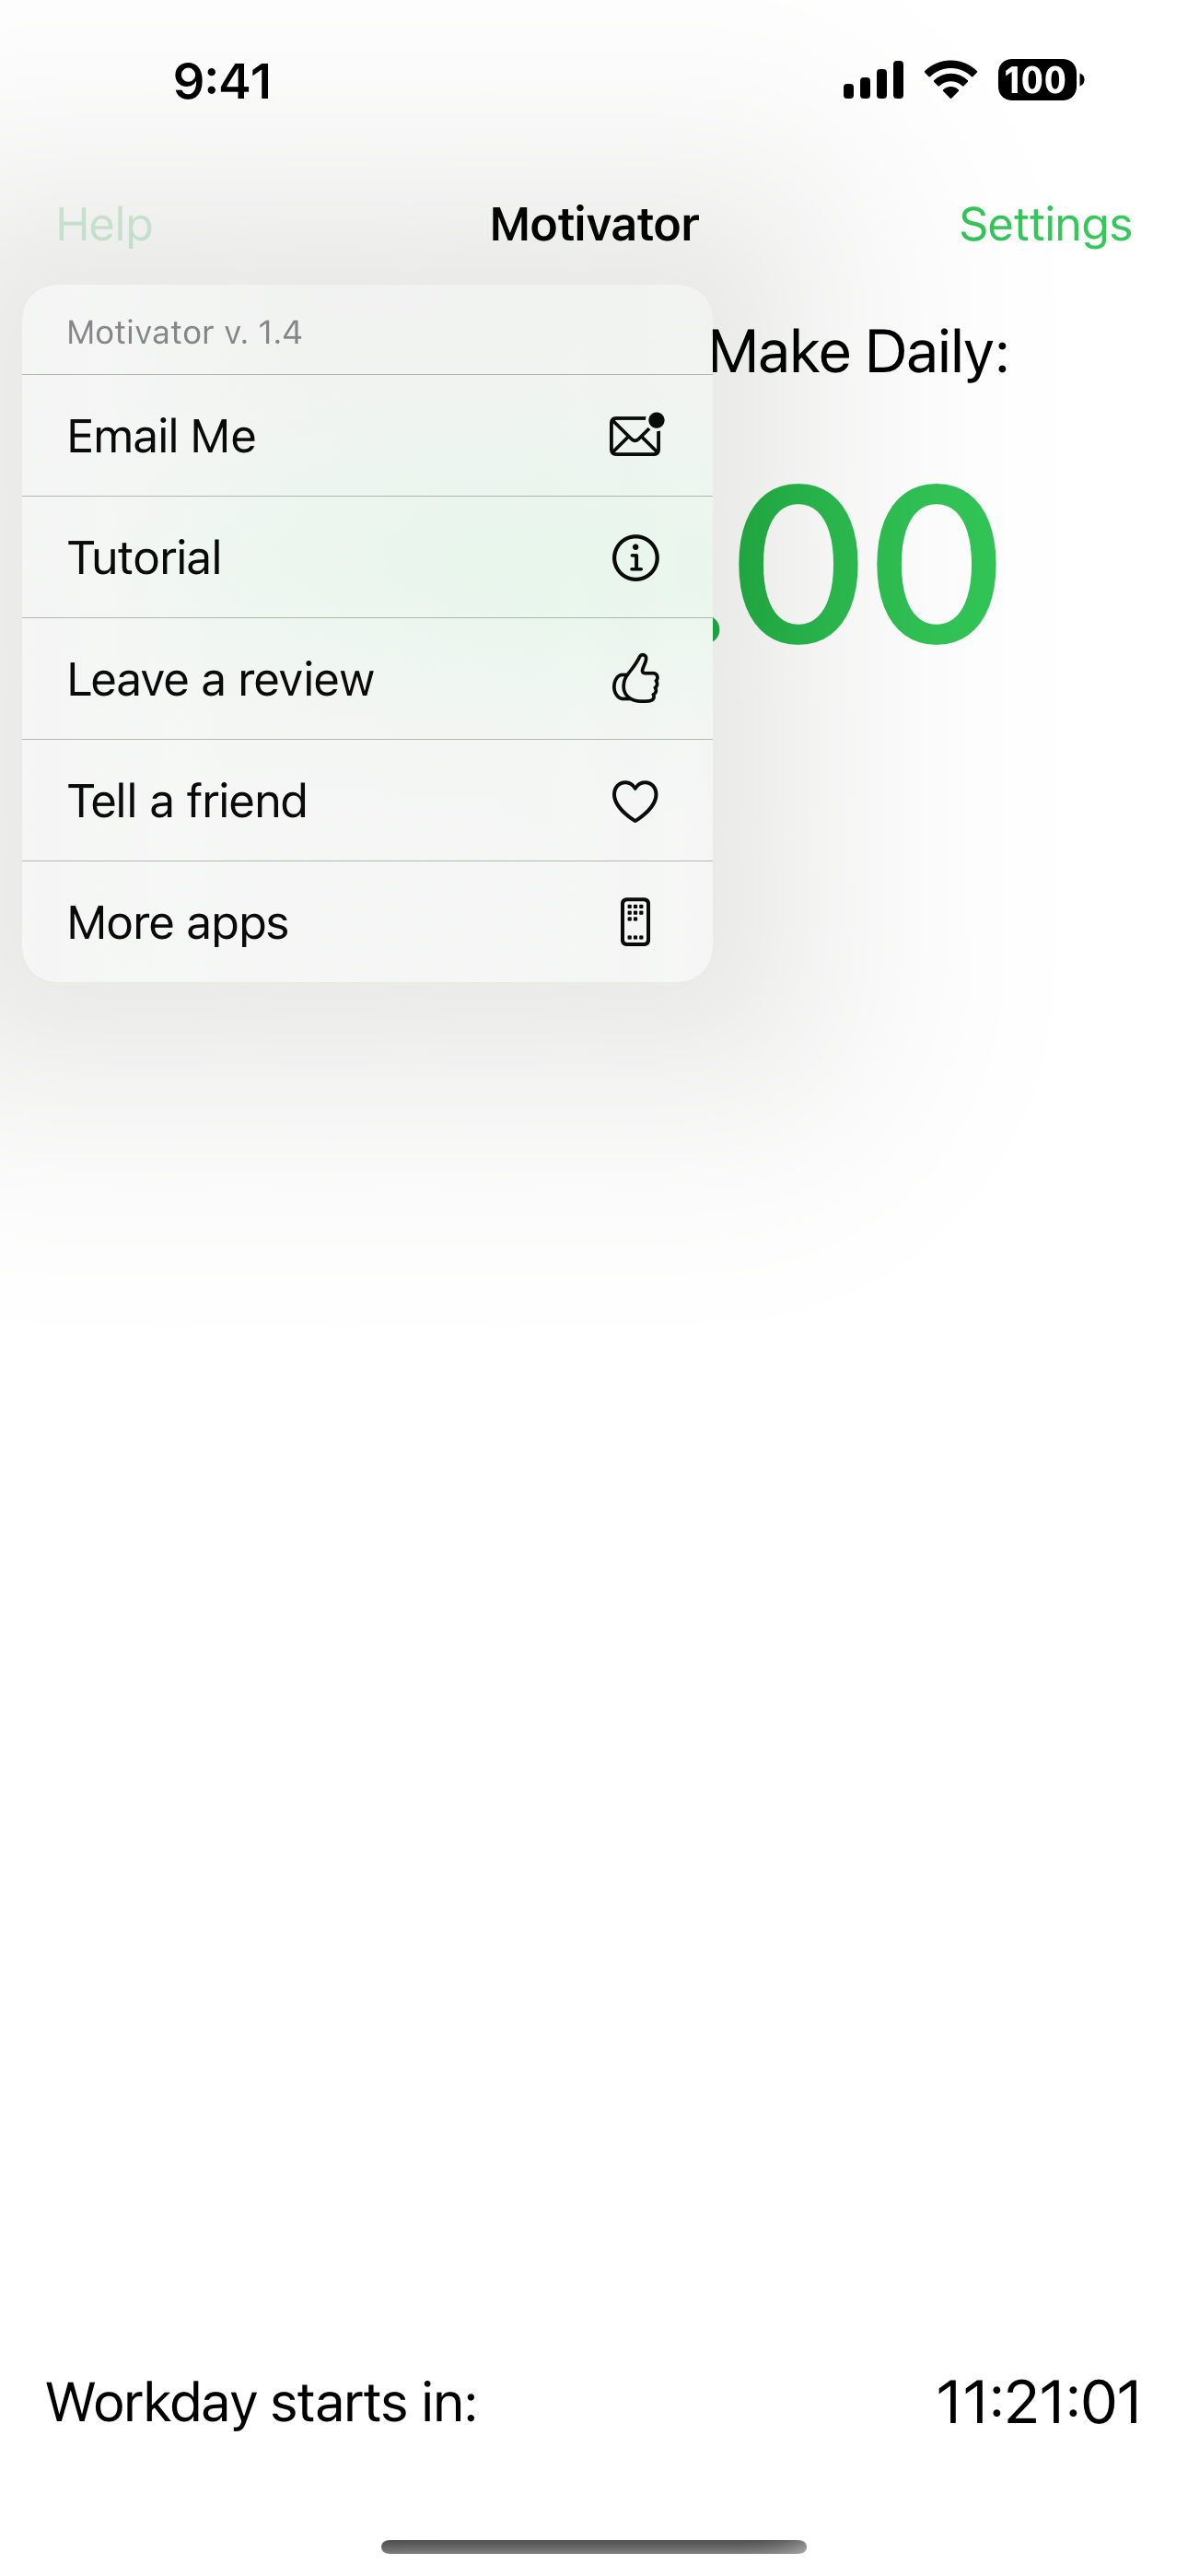 9:41 100
Help Motivator Settings
Motivator v. 1.4
Make Daily:
Email Me
.00
Tutorial
Leave a review
Tell a friend
More apps
Workday starts in: 11:21:01